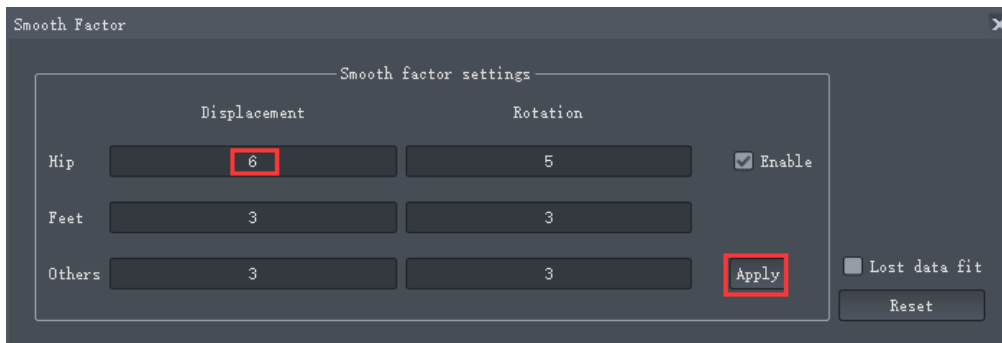 Smooth Factor
Smooth factor settings
Displacement Rotation
Hip 6 5 Enable
Feet 3 3
Others 3 3 Apply
Lost data fit
Reset